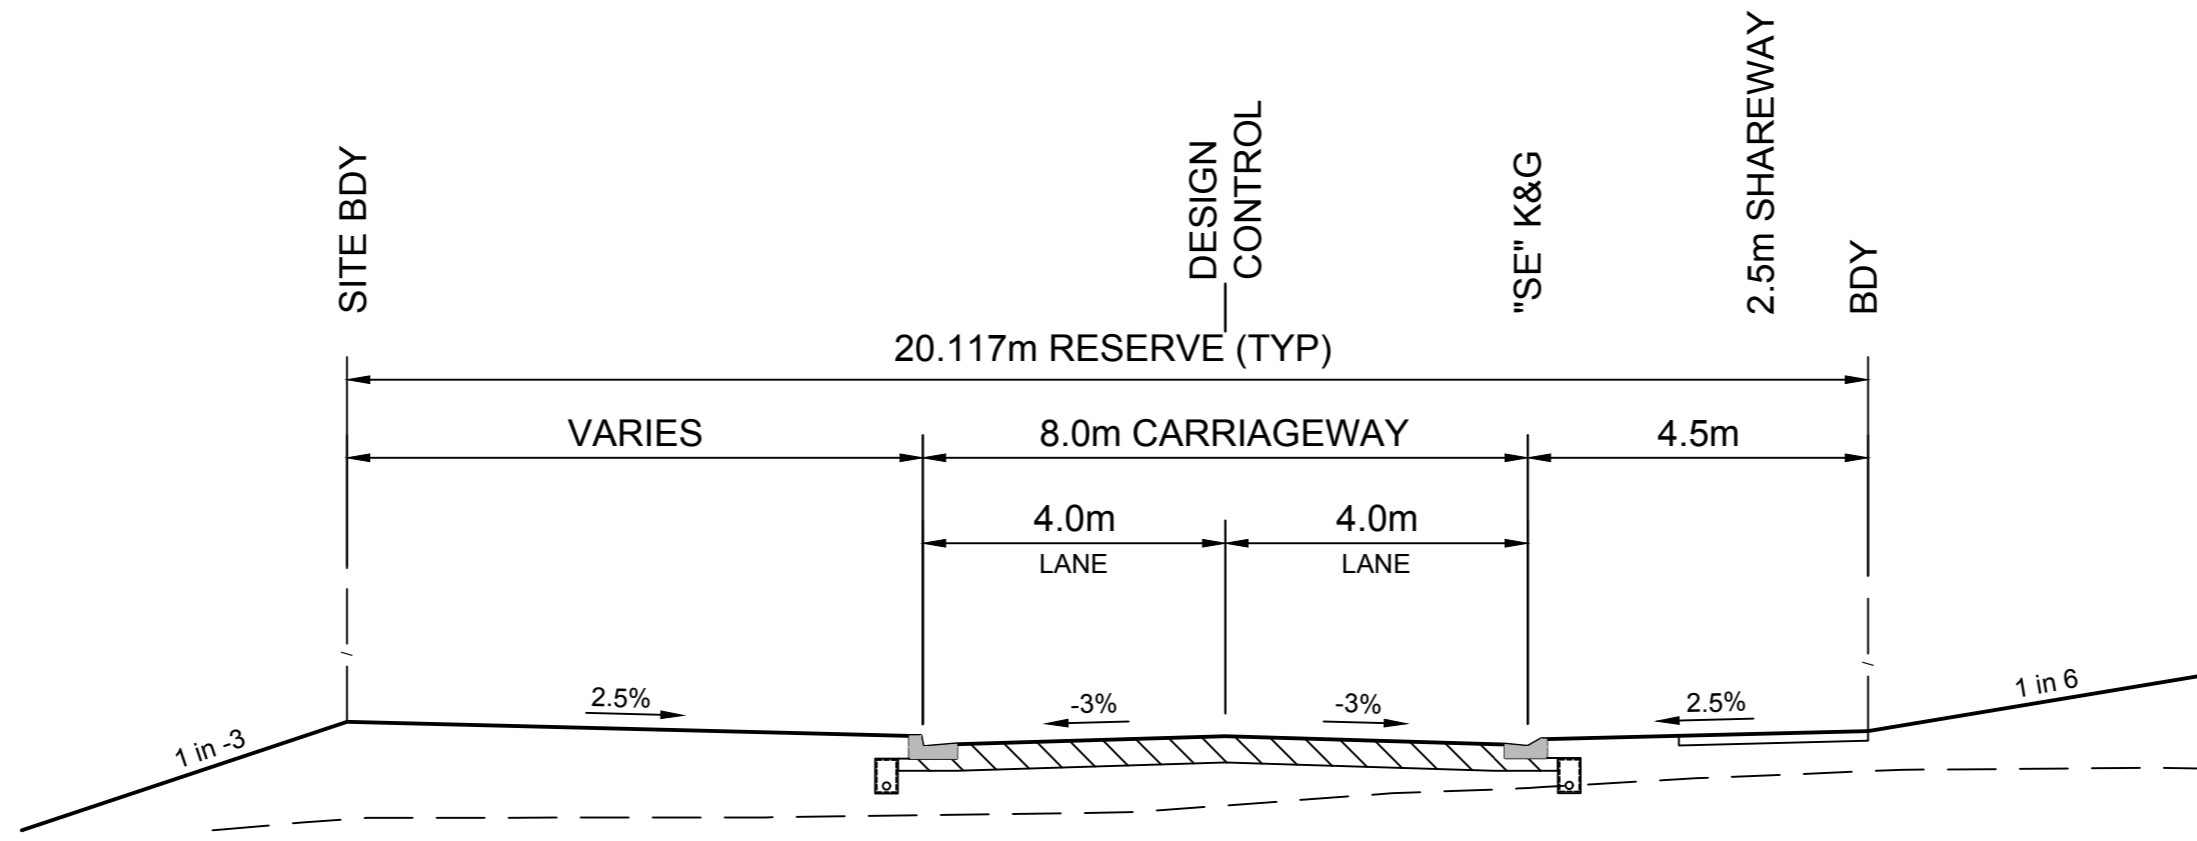 SITE BDY
DESIGN
CONTROL
"SE" K&G
2.5m SHAREWAY
BDY
20.117m RESERVE (TYP)
VARIES
8.0m CARRIAGEWAY
4.5m
4.0m
LANE
4.0m
LANE
1 in -3
2.5%
-3%
-3%
2.5%
1 in 6